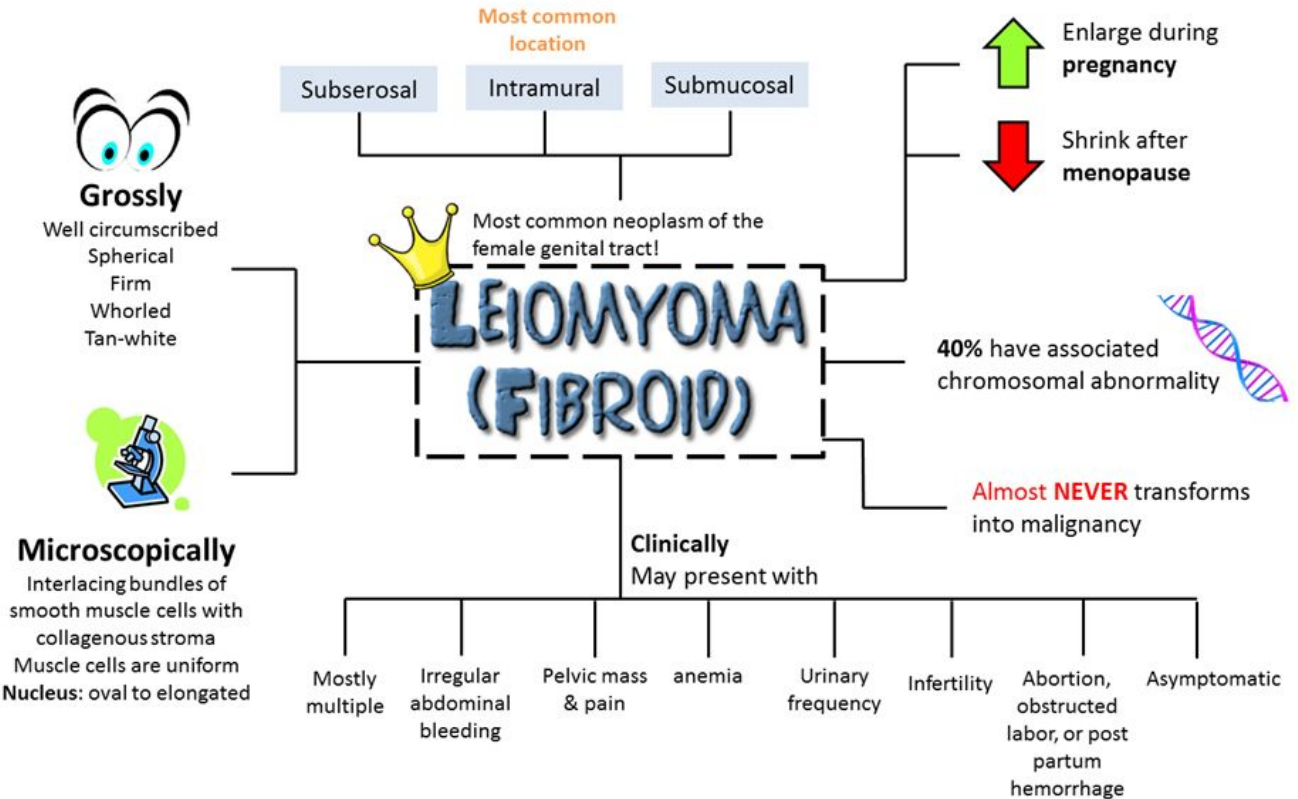 Most common
location
Subserosal
Intramural
Submucosal
Enlarge during
pregnancy
Shrink after
menopause
Grossly
Well circumscribed
Spherical
Firm
Whorled
Tan-white
Most common neoplasm of the
female genital tract!
LEIOMYOMA
(FIBROID)
40% have associated
chromosomal abnormality
Almost NEVER transforms
into malignancy
Microscopically
Interlacing bundles of
smooth muscle cells with
collagenous stroma
Muscle cells are uniform
Nucleus: oval to elongated
Clinically
May present with
Mostly
multiple
Irregular
abdominal
bleeding
Pelvic mass
& pain
anemia
Urinary
frequency
Infertility
Abortion,
obstructed
labor, or post
partum
hemorrhage
Asymptomatic